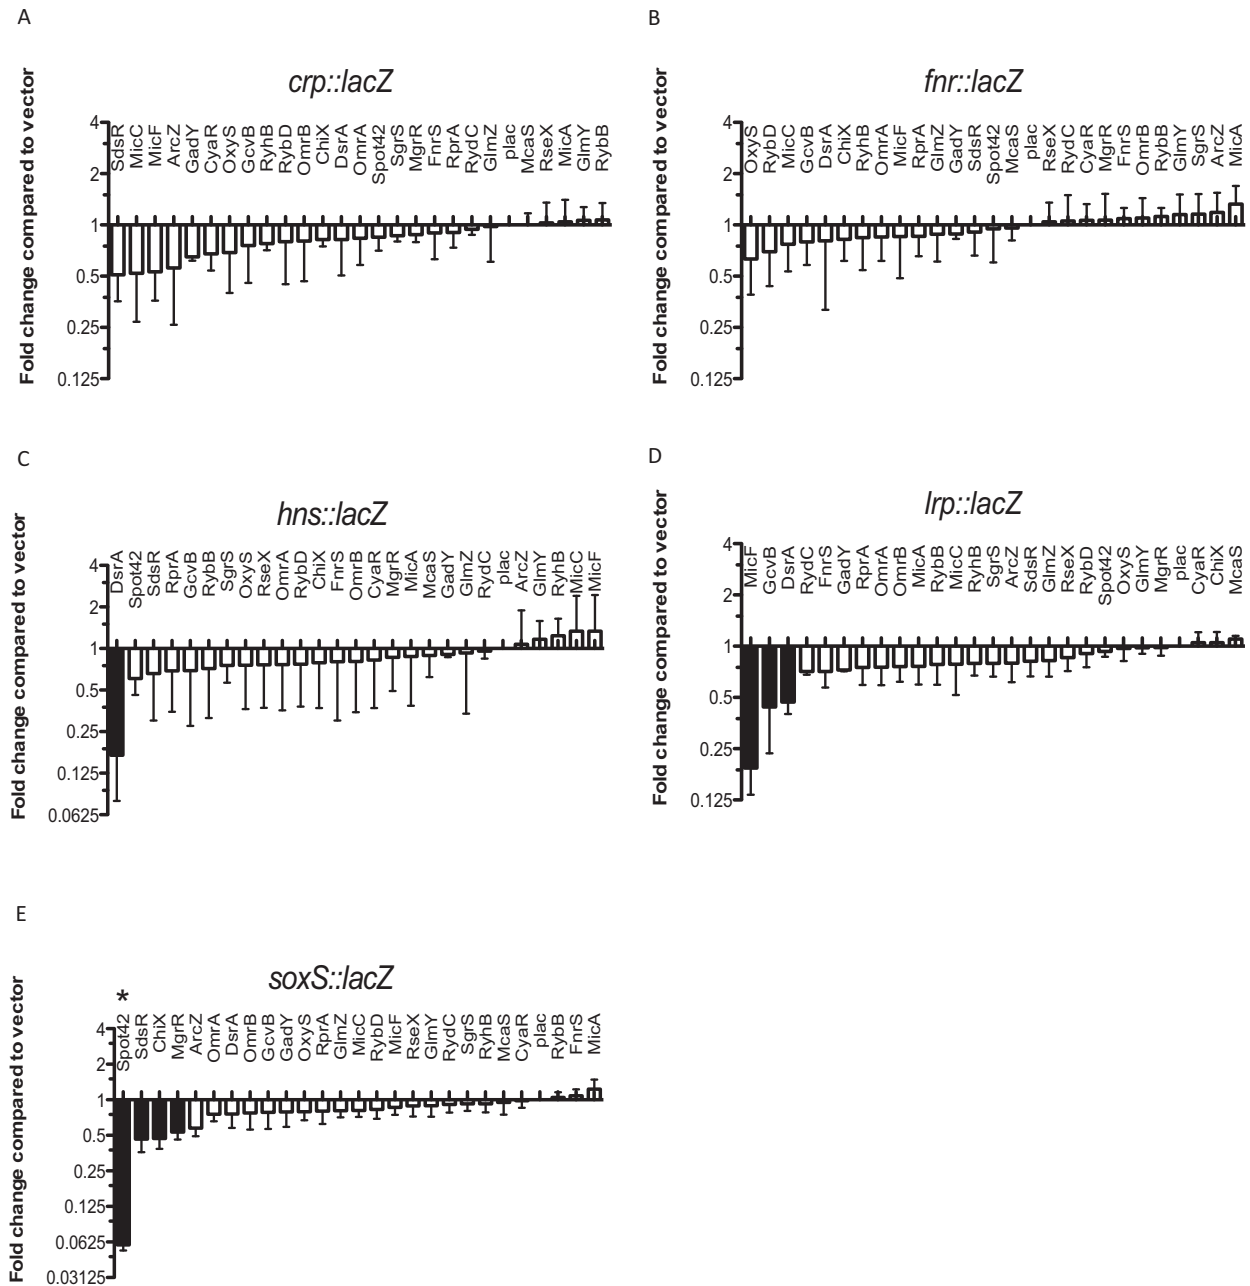 A
crp::lacZ
Fold change compared to vector
4
2
1
0.5
0.25
0.125
SdsR
MicC
MicF
ArcZ
GadY
CyaR
OxyS
GcvB
RyhB
RybD
OmrB
ChiX
DsrA
OmrA
Spot42
SgrS
MgrR
FnrS
RprA
RydC
GlmZ
plac
McaS
RseX
MicA
GlmY
RybB
B
fnr::lacZ
Fold change compared to vector
4
2
1
0.5
0.25
0.125
OxyS
RybD
MicC
GcvB
DsrA
ChiX
RyhB
OmrA
MicF
RprA
GlmZ
GadY
SdsR
Spot42
McaS
plac
RseX
RydC
CyaR
MgrR
FnrS
OmrB
RybB
GlmY
SgrS
ArcZ
MicA
C
hns::lacZ
Fold change compared to vector
4
2
1
0.5
0.25
0.125
0.0625
DsrA
Spot42
SdsR
RprA
GcvB
RybB
SgrS
OxyS
RseX
OmrA
RybD
ChiX
FnrS
OmrB
CyaR
MgrR
MicA
McaS
GadY
GlmZ
RydC
plac
ArcZ
GlmY
RyhB
MicC
MicF
D
lrp::lacZ
Fold change compared to vector
4
2
1
0.5
0.25
0.125
MicF
GcvB
DsrA
RydC
FnrS
GadY
RprA
OmrA
OmrB
MicA
RybB
MicC
RyhB
SgrS
ArcZ
SdsR
GlmZ
RseX
RybD
Spot42
OxyS
GlmY
MgrR
plac
CyaR
ChiX
McaS
E
soxS::lacZ
Fold change compared to vector
*
4
2
1
0.5
0.25
0.125
0.0625
0.03125
Spot42
SdsR
ChiX
MgrR
ArcZ
OmrA
DsrA
OmrB
GcvB
GadY
OxyS
RprA
GlmZ
MicC
RybD
MicF
RseX
GlmY
RydC
SgrS
RyhB
McaS
CyaR
plac
RybB
FnrS
MicA